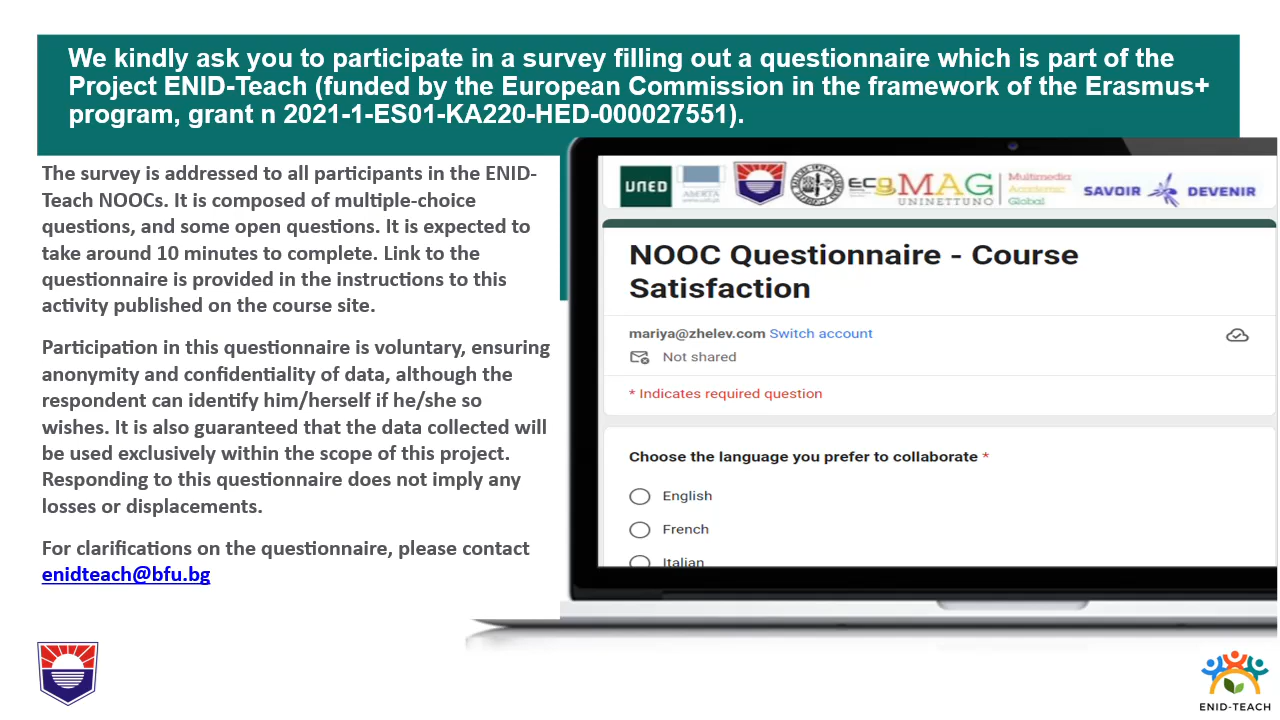 We kindly ask you to participate in a survey filling out a questionnaire which is part of the
Project ENID-Teach (funded by the European Commission in the framework of the Erasmus+
program, grant n 2021-1-ES01-KA220-HED-000027551).
The survey is addressed to all participants in the ENID-
Teach NOOCs. It is composed of multiple-choice
questions, and some open questions. It is expected to
take around 10 minutes to complete. Link to the
questionnaire is provided in the instructions to this
activity published on the course site.
Participation in this questionnaire is voluntary, ensuring
anonymity and confidentiality of data, although the
respondent can identify him/herself if he/she so
wishes. It is also guaranteed that the data collected will
be used exclusively within the scope of this project.
Responding to this questionnaire does not imply any
losses or displacements.
For clarifications on the questionnaire, please contact
enidteach@bfu.bg
UNED
ABERTA
ecg
MAG
UNINETTUNO
Multimedia
Academic
Global
SAVOIR DEVENIR
NOOC Questionnaire - Course
Satisfaction
mariya@zhelev.com Switch account
Not shared
* Indicates required question
Choose the language you prefer to collaborate *
English
French
Italian
ENID-TEACH